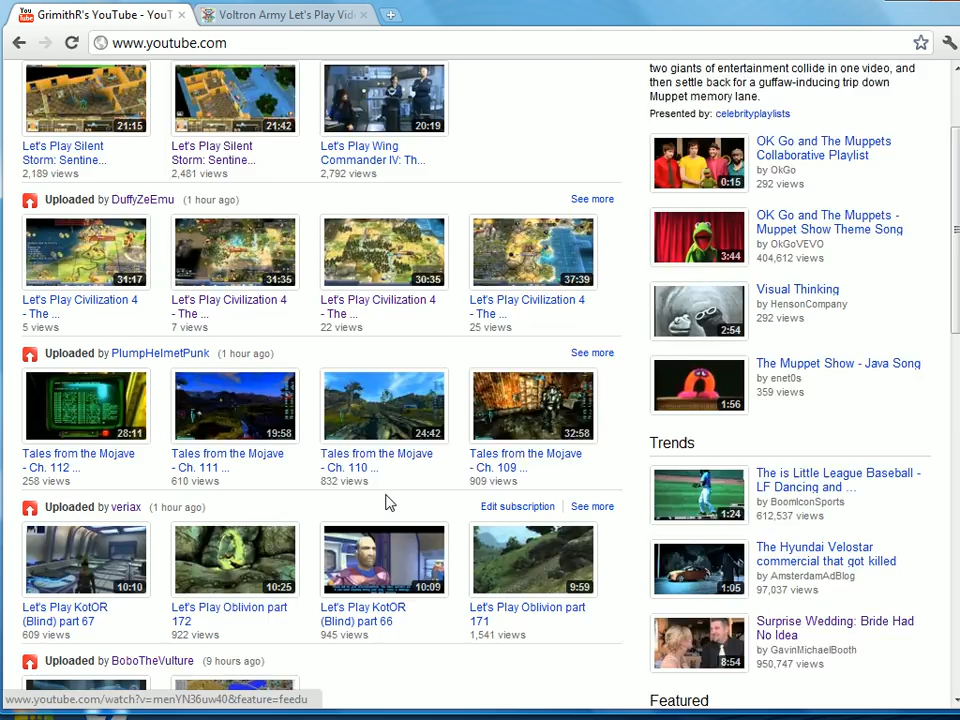 GrimithR's YouTube - YouT
Voltron Army Let's Play Vid
www.youtube.com
21:15
21:42
20:19
Let's Play Silent
Storm: Sentine...
2,189 views
Let's Play Silent
Storm: Sentine...
2,481 views
Let's Play Wing
Commander IV: Th...
2,792 views
Uploaded by DuffyZeEmu (1 hour ago)
See more
31:17
31:35
30:35
37:39
Let's Play Civilization 4
- The ...
5 views
Let's Play Civilization 4
- The ...
7 views
Let's Play Civilization 4
- The ...
22 views
Let's Play Civilization 4
- The ...
25 views
Uploaded by PlumpHelmetPunk (1 hour ago)
See more
28:11
19:58
24:42
32:58
Tales from the Mojave
- Ch. 112 ...
258 views
Tales from the Mojave
- Ch. 111 ...
610 views
Tales from the Mojave
- Ch. 110 ...
832 views
Tales from the Mojave
- Ch. 109 ...
909 views
Uploaded by veriax (1 hour ago)
Edit subscription
See more
10:10
10:25
10:09
9:59
Let's Play KotOR
(Blind) part 67
609 views
Let's Play Oblivion part
172
922 views
Let's Play KotOR
(Blind) part 66
945 views
Let's Play Oblivion part
171
1,541 views
Uploaded by BoboTheVulture (9 hours ago)
www.youtube.com/watch?v=menYN36uw40&feature=feedu
two giants of entertainment collide in one video, and
then settle back for a guffaw-inducing trip down
Muppet memory lane.
Presented by: celebrityplaylists
0:15
OK Go and The Muppets
Collaborative Playlist
by OkGo
292 views
3:44
OK Go and The Muppets -
Muppet Show Theme Song
by OkGoVEVO
404,612 views
2:54
Visual Thinking
by HensonCompany
292 views
1:56
The Muppet Show - Java Song
by enet0s
359 views
Trends
1:24
The is Little League Baseball -
LF Dancing and ...
by BoomIconSports
612,537 views
1:05
The Hyundai Velostar
commercial that got killed
by AmsterdamAdBlog
97,037 views
8:54
Surprise Wedding: Bride Had
No Idea
by GavinMichaelBooth
950,747 views
Featured